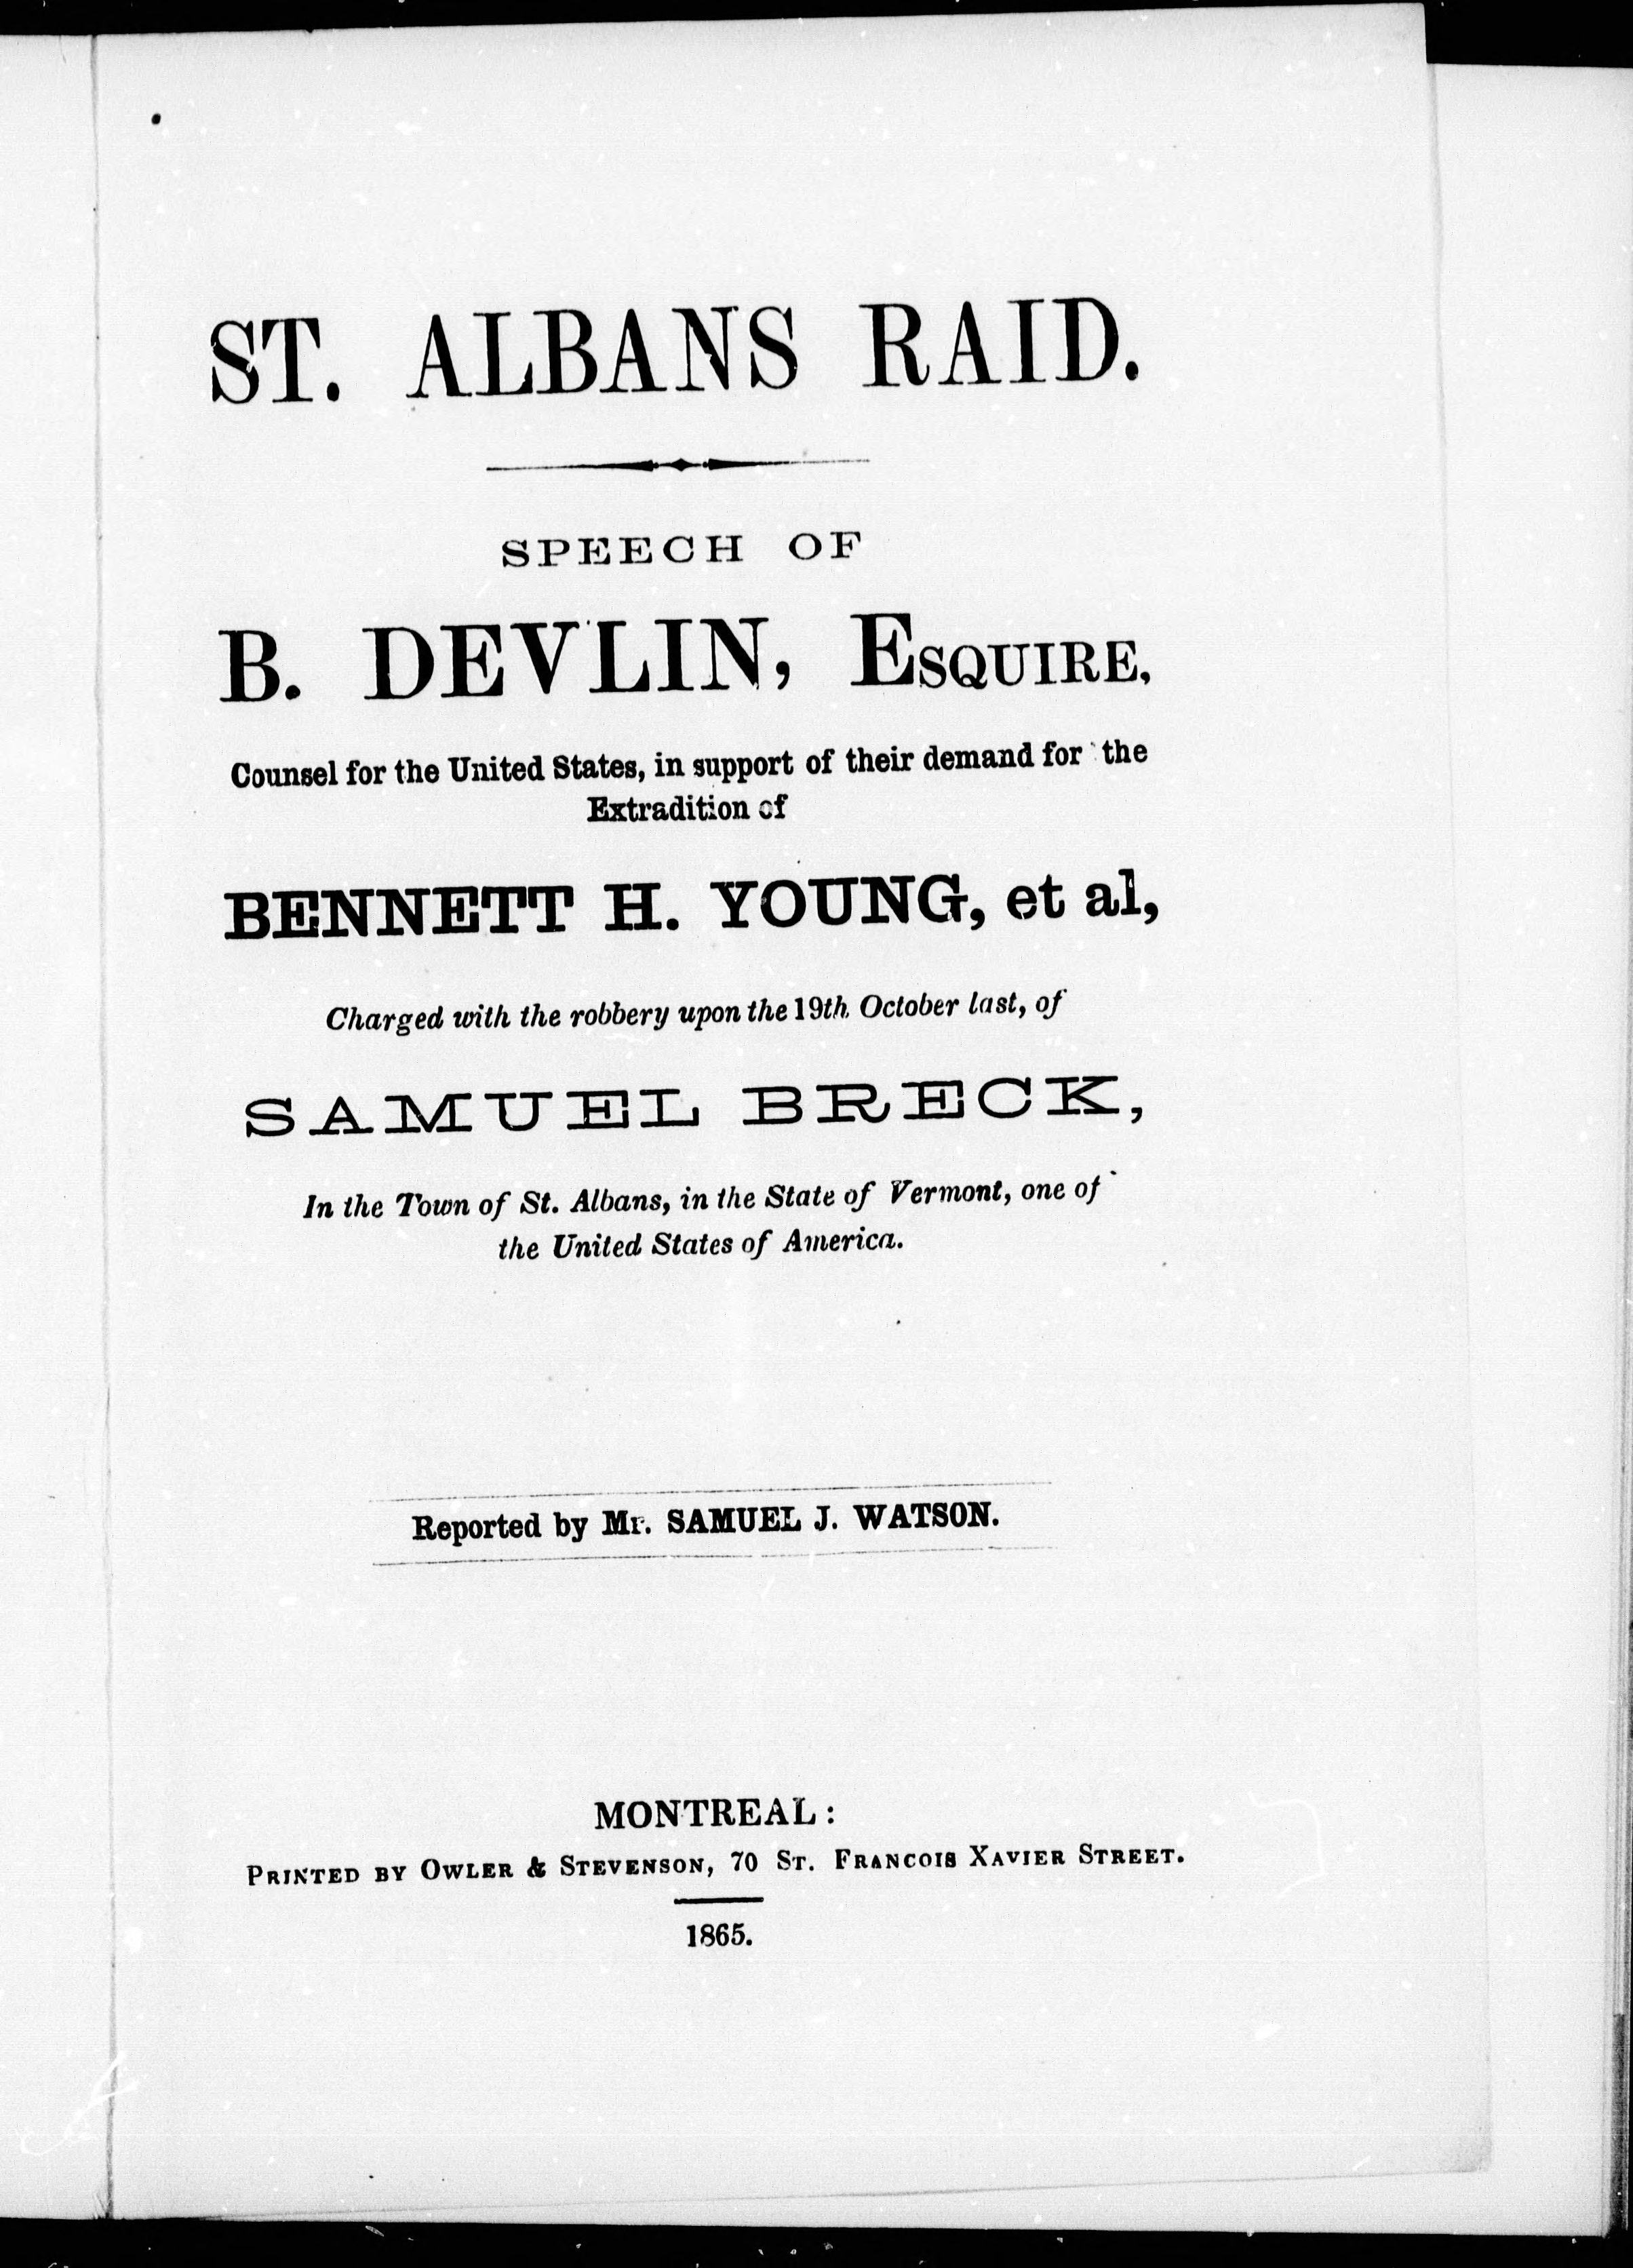 ST. ALBANS RAID.
SPEECH OF
B. DEVLIN, ESQUIRE,
Counsel for the United States, in support of their demand for the
Extradition of
BENNETT H. YOUNG, et al,
Charged with the robbery upon the 19th October last, of
SAMUEL BRECK,
In the Town of St. Albans, in the State of Vermont, one of
the United States of America.
Reported by Mr. SAMUEL J. WATSON.
MONTREAL:
PRINTED BY OWLER & STEVENSON, 70 ST. FRANCOIS XAVIER STREET.
1865.